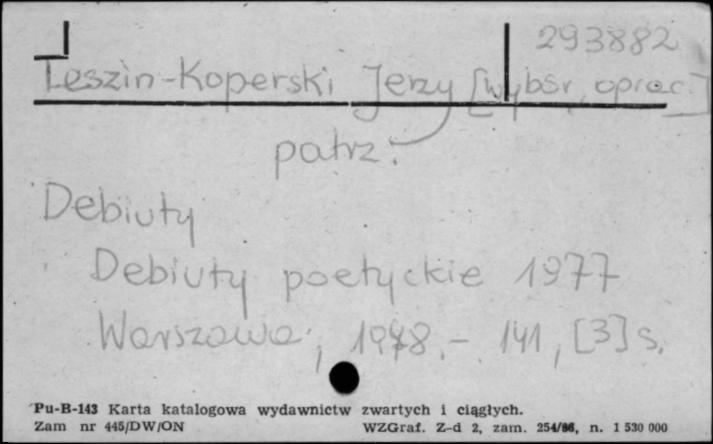 293882
Leszin-Koperski Jerzy [wybór, oprac.]
patrz:
Debiuty
Debiuty poetyckie 1977
Warszawa, 1978.- 141, [3] s.
Pu-B-143 Karta katalogowa wydawnictw zwartych i ciągłych.
Zam nr 445/DW/ON WZGraf. Z-d 2, zam. 254/86, n. 1 530 000